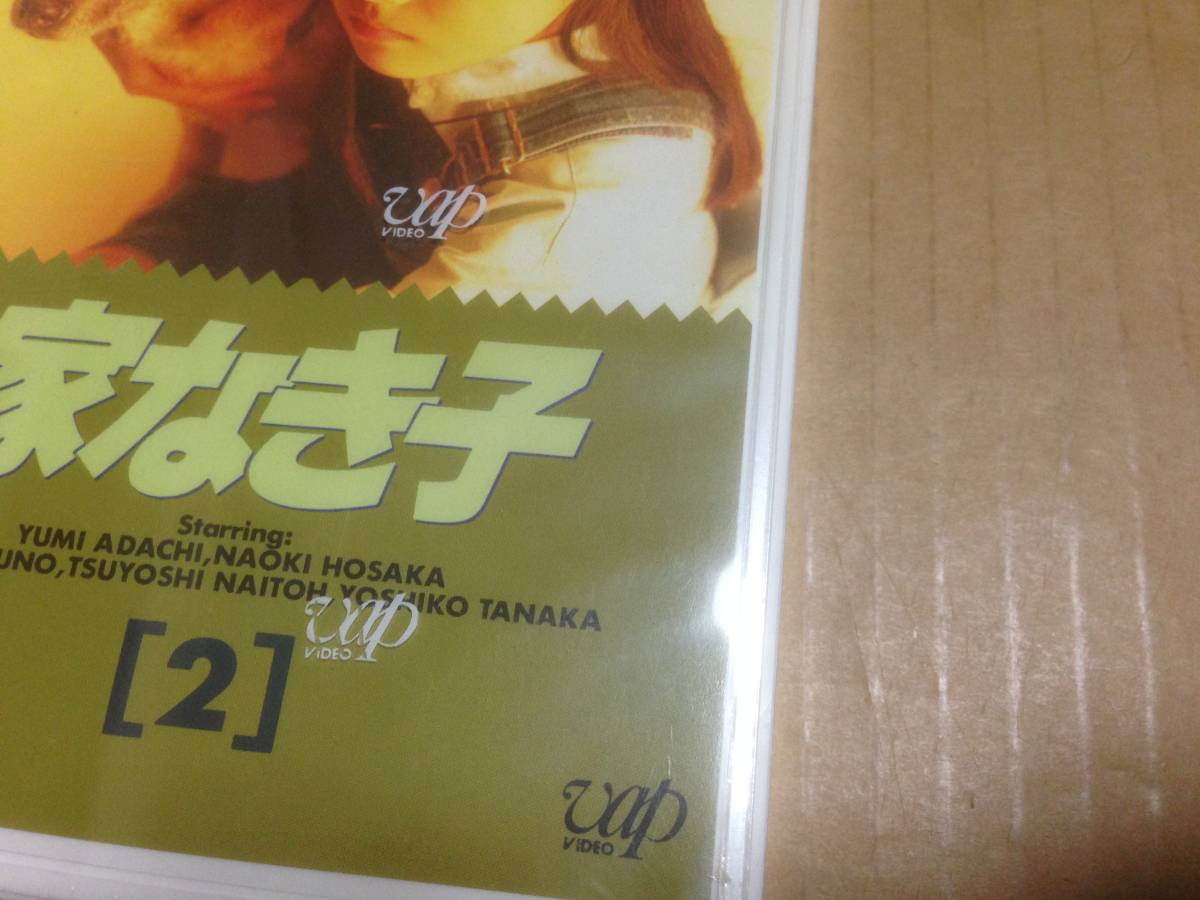 vap
VIDEO
家なき子
Starring:
YUMI ADACHI,NAOKI HOSAKA
UNO,TSUYOSHI NAITOH,YOSHIKO TANAKA
vap
VIDEO
[2]
vap
VIDEO